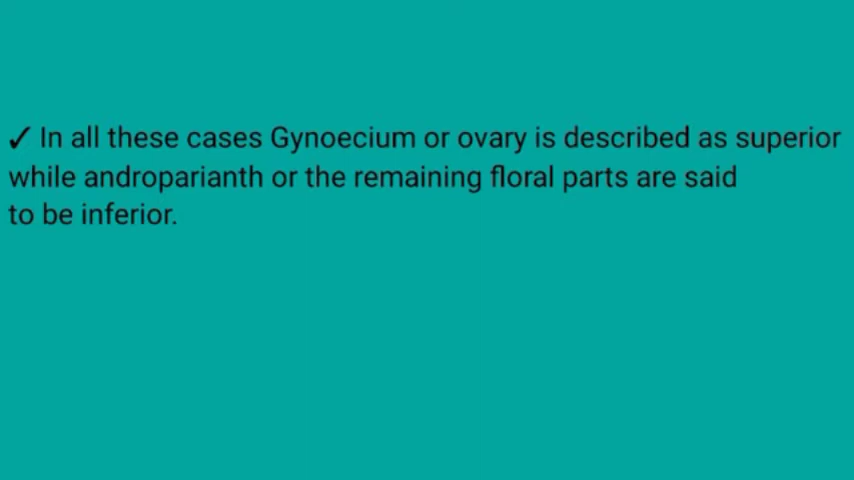 ✓ In all these cases Gynoecium or ovary is described as superior
while androparianth or the remaining floral parts are said
to be inferior.